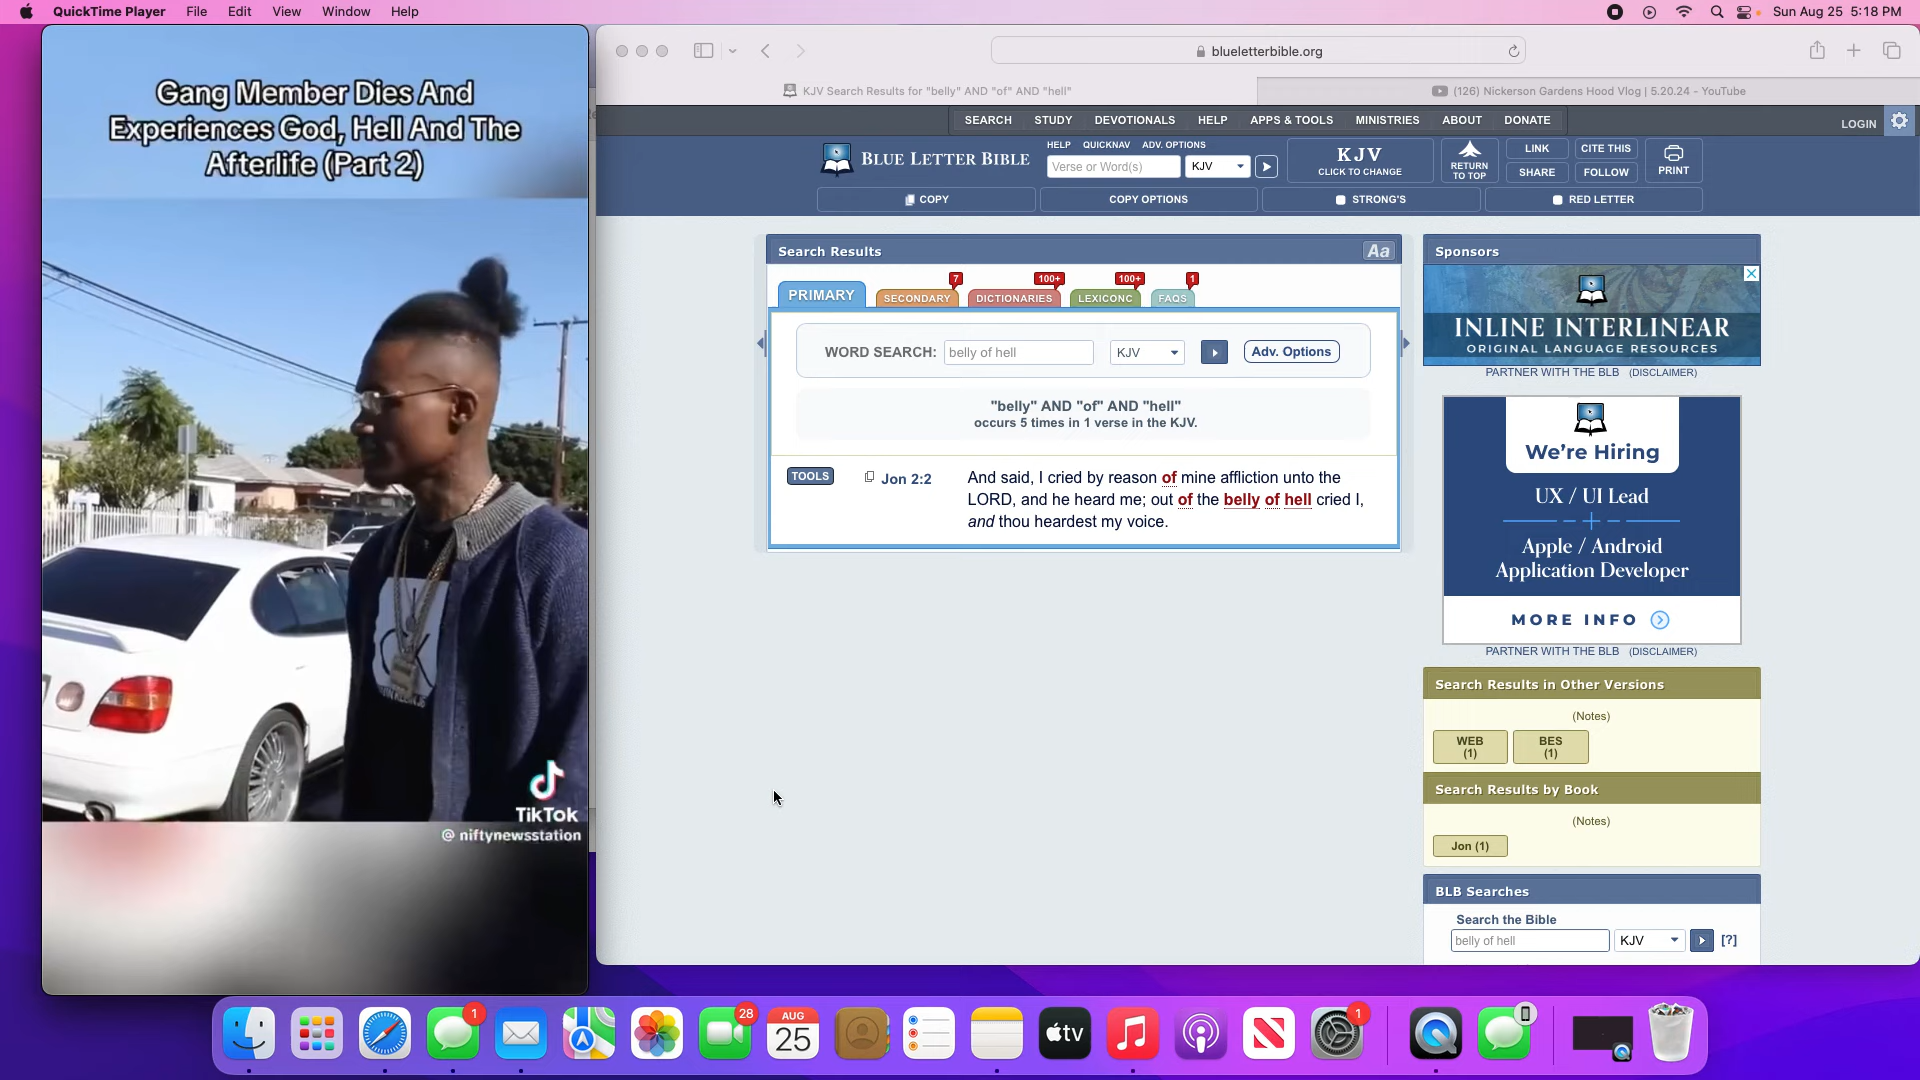 QuickTime Player File Edit View Window Help
Sun Aug 25 5:18 PM
Gang Member Dies And
Experiences God, Hell And The
Afterlife (Part 2)
TikTok
@ niftynewsstation
blueletterbible.org
KJV Search Results for "belly" AND "of" AND "hell"
(126) Nickerson Gardens Hood Vlog | 5.20.24 - YouTube
SEARCH STUDY DEVOTIONALS HELP APPS & TOOLS MINISTRIES ABOUT DONATE
LOGIN
BLUE LETTER BIBLE
HELP QUICKNAV ADV. OPTIONS
Verse or Word(s)
KJV
KJV
CLICK TO CHANGE
RETURN
TO TOP
LINK
CITE THIS
SHARE
FOLLOW
PRINT
COPY
COPY OPTIONS
STRONG'S
RED LETTER
Search Results
Aa
7
100+
100+
1
PRIMARY
SECONDARY
DICTIONARIES
LEXICONC
FAQS
WORD SEARCH: belly of hell KJV Adv. Options
"belly" AND "of" AND "hell"
occurs 5 times in 1 verse in the KJV.
TOOLS
Jon 2:2
And said, I cried by reason of mine affliction unto the
LORD, and he heard me; out of the belly of hell cried I,
and thou heardest my voice.
Sponsors
INLINE INTERLINEAR
ORIGINAL LANGUAGE RESOURCES
PARTNER WITH THE BLB (DISCLAIMER)
We're Hiring
UX / UI Lead
Apple / Android
Application Developer
MORE INFO
PARTNER WITH THE BLB (DISCLAIMER)
Search Results in Other Versions
(Notes)
WEB
(1)
BES
(1)
Search Results by Book
(Notes)
Jon (1)
BLB Searches
Search the Bible
belly of hell KJV [?]
1
28
AUG
25
tv
1